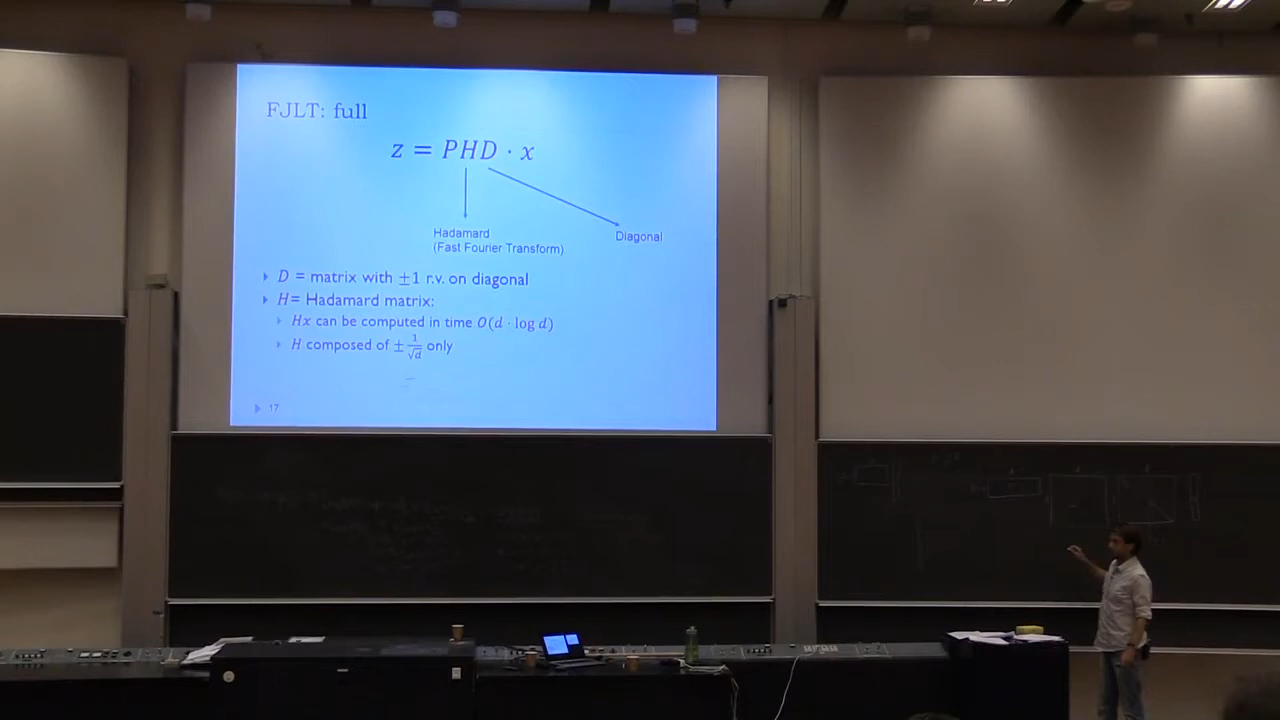 FJLT: full
z = PHD · x
Hadamard
(Fast Fourier Transform)
Diagonal
D = matrix with ±1 r.v. on diagonal
H= Hadamard matrix:
Hx can be computed in time O(d · log d)
H composed of ± 1/√d only
17